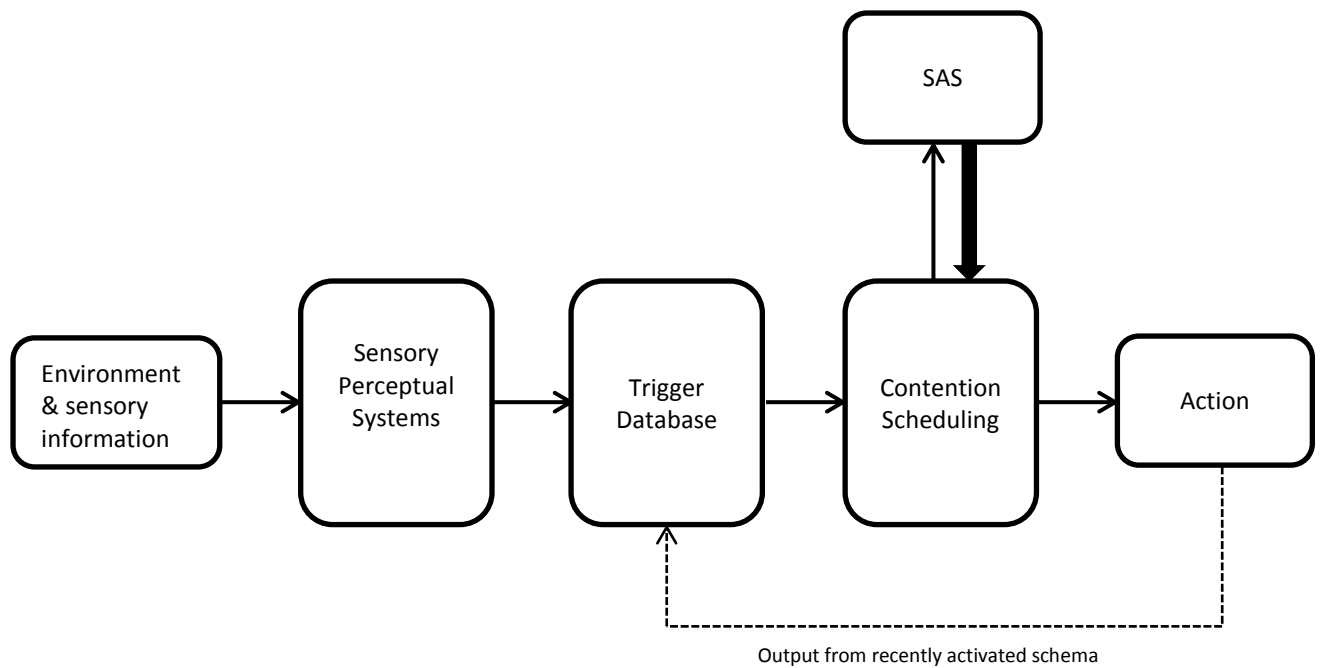 SAS
Environment
& sensory
information
Sensory
Perceptual
Systems
Trigger
Database
Contention
Scheduling
Action
Output from recently activated schema